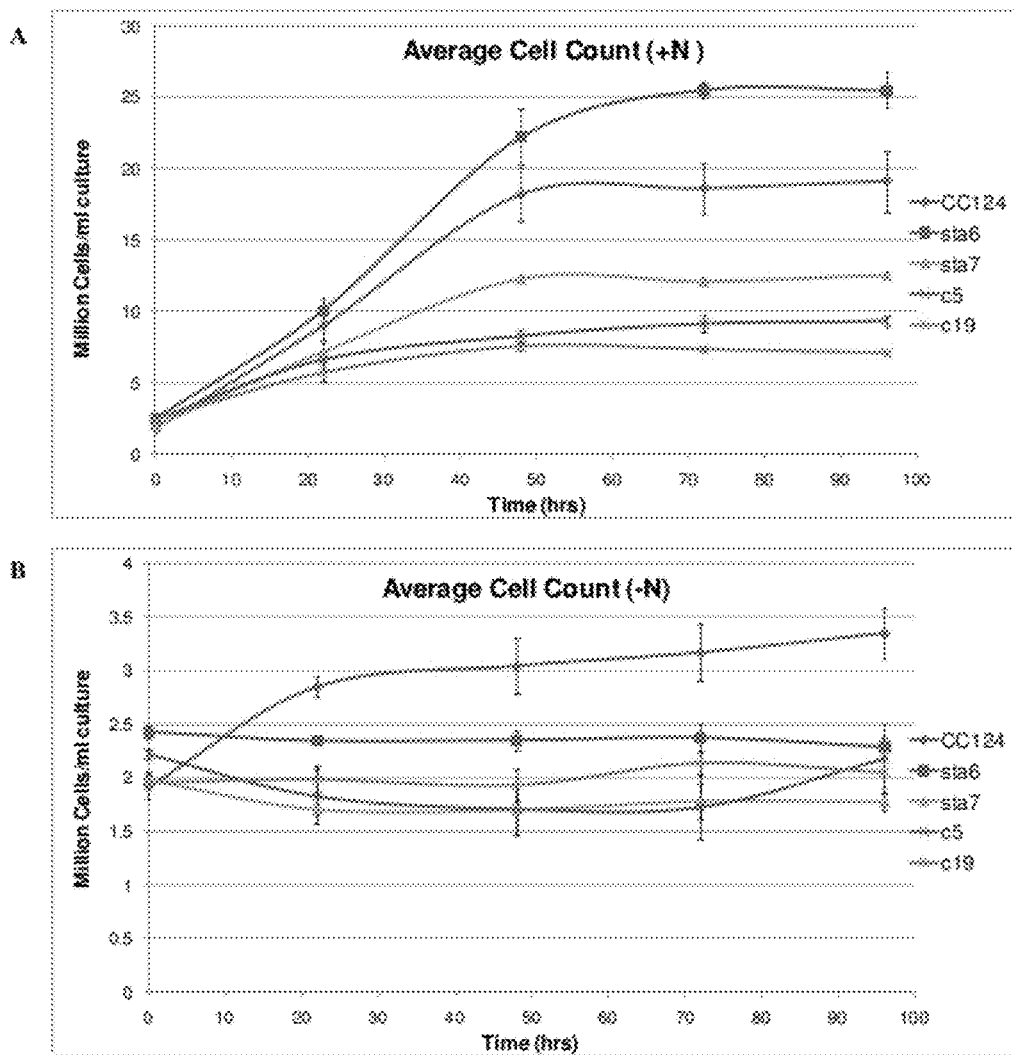 A
Average Cell Count (+N )
Million Cells/ml culture
30
25
20
15
10
5
0
0 10 20 30 40 50 60 70 80 90 100
Time (hrs)
CC124
sta6
sta7
c5
c19
B
Average Cell Count (-N)
Million Cells/ml culture
4
3.5
3
2.5
2
1.5
1
0.5
0
0 10 20 30 40 50 60 70 80 90 100
Time (hrs)
CC124
sta6
sta7
c5
c19